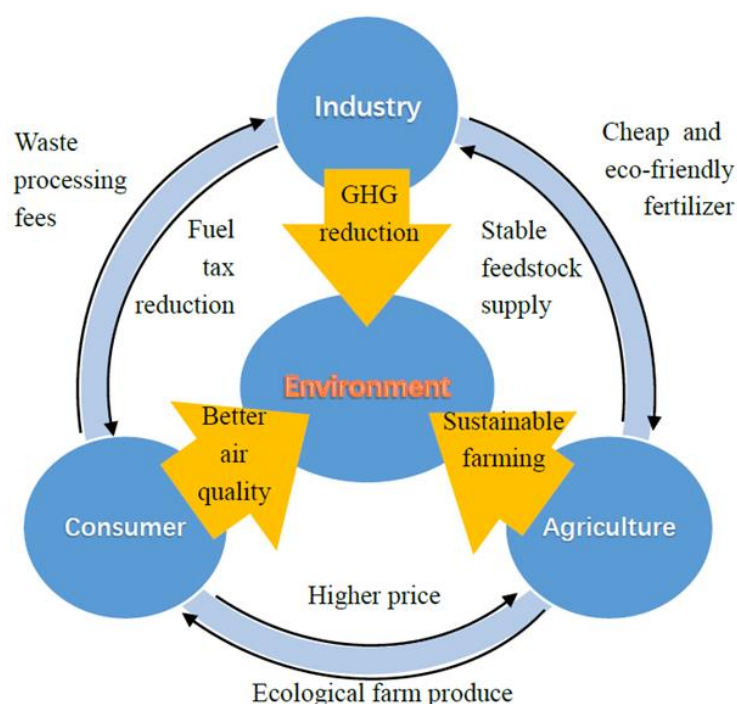 Industry
Waste
processing
fees
Cheap and
eco-friendly
fertilizer
GHG
reduction
Fuel
tax
reduction
Stable
feedstock
supply
Environment
Better
air
quality
Sustainable
farming
Consumer
Agriculture
Higher price
Ecological farm produce